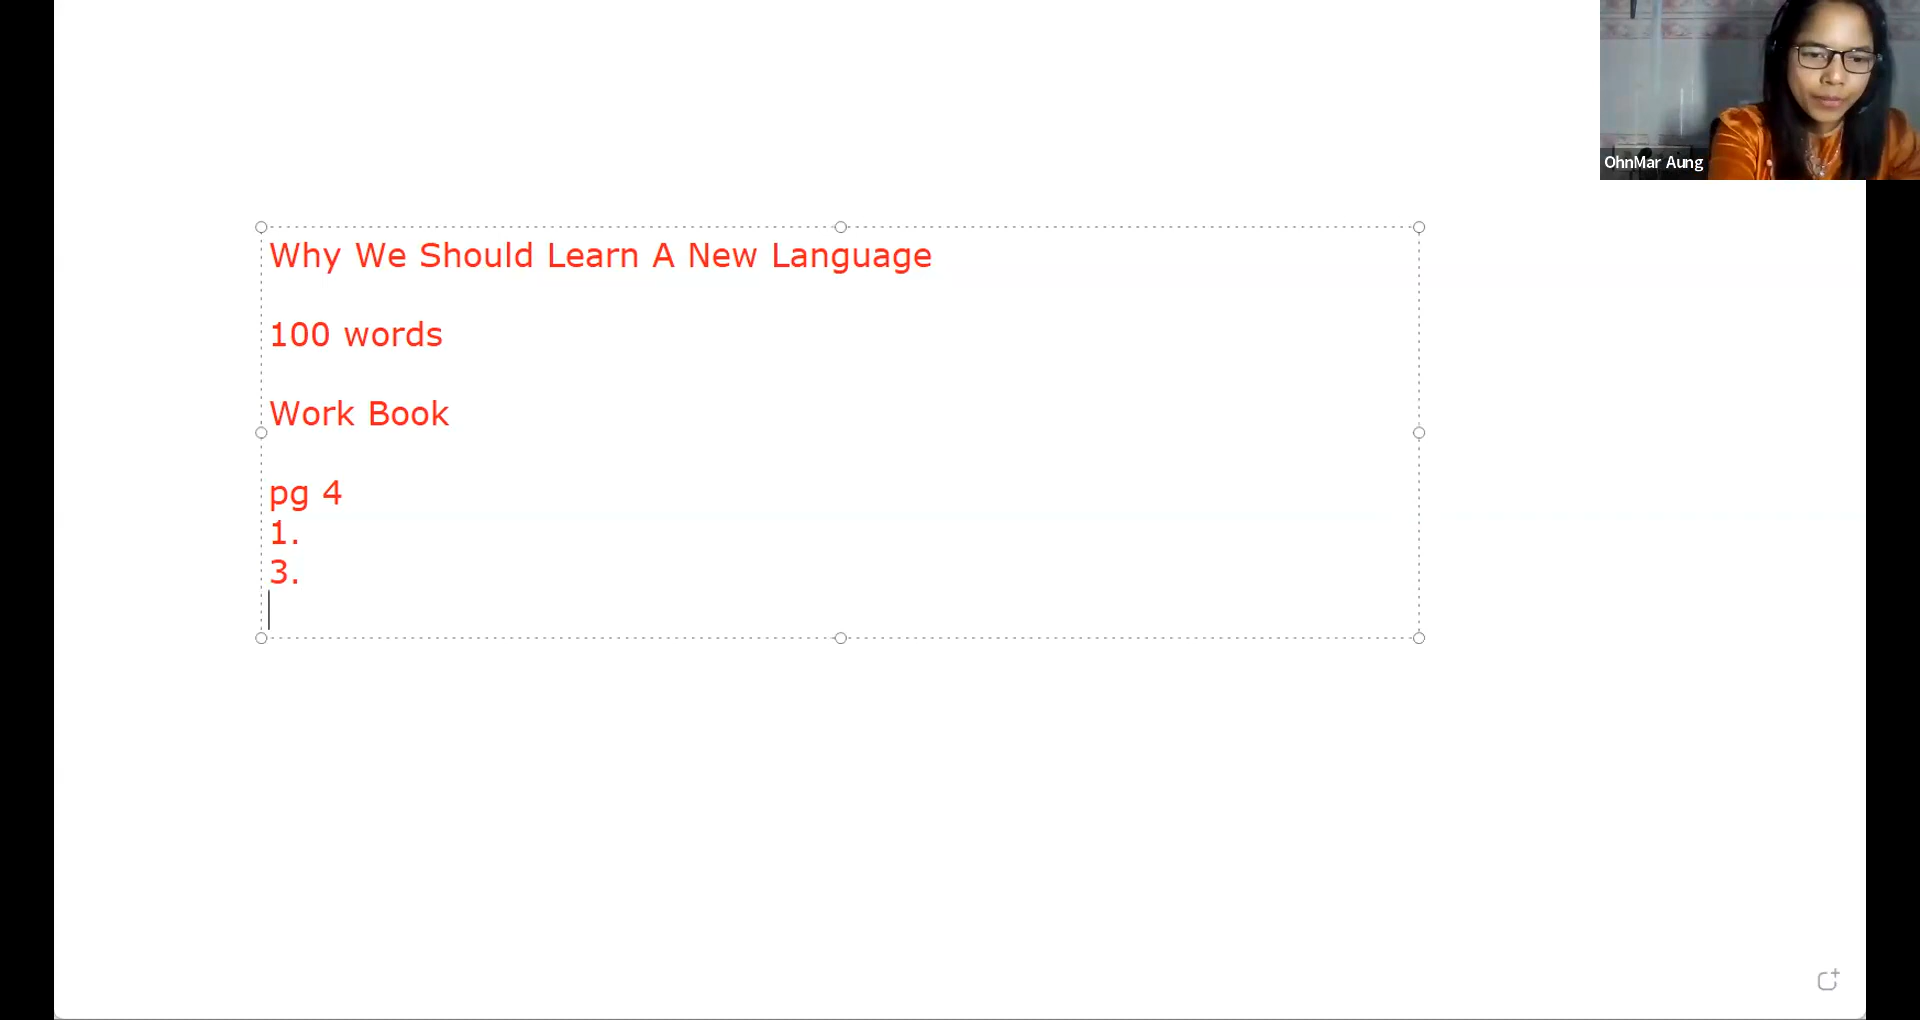 OhnMar Aung
Why We Should Learn A New Language
100 words
Work Book
pg 4
1.
3.